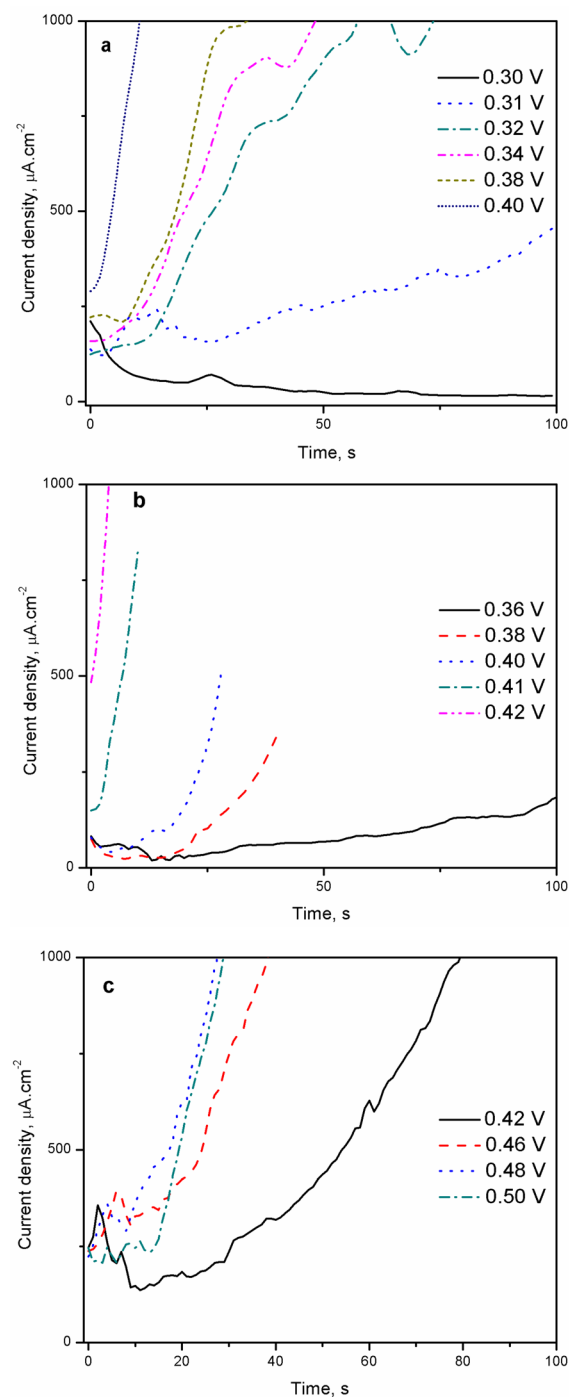 a
1000
500
0
Current density, µA.cm-2
0.30 V
0.31 V
0.32 V
0.34 V
0.38 V
0.40 V
0
50
100
Time, s
b
1000
500
0
Current density, µA.cm-2
0.36 V
0.38 V
0.40 V
0.41 V
0.42 V
0
50
100
Time, s
c
1000
500
0
Current density, µA.cm-2
0.42 V
0.46 V
0.48 V
0.50 V
0
20
40
60
80
100
Time, s